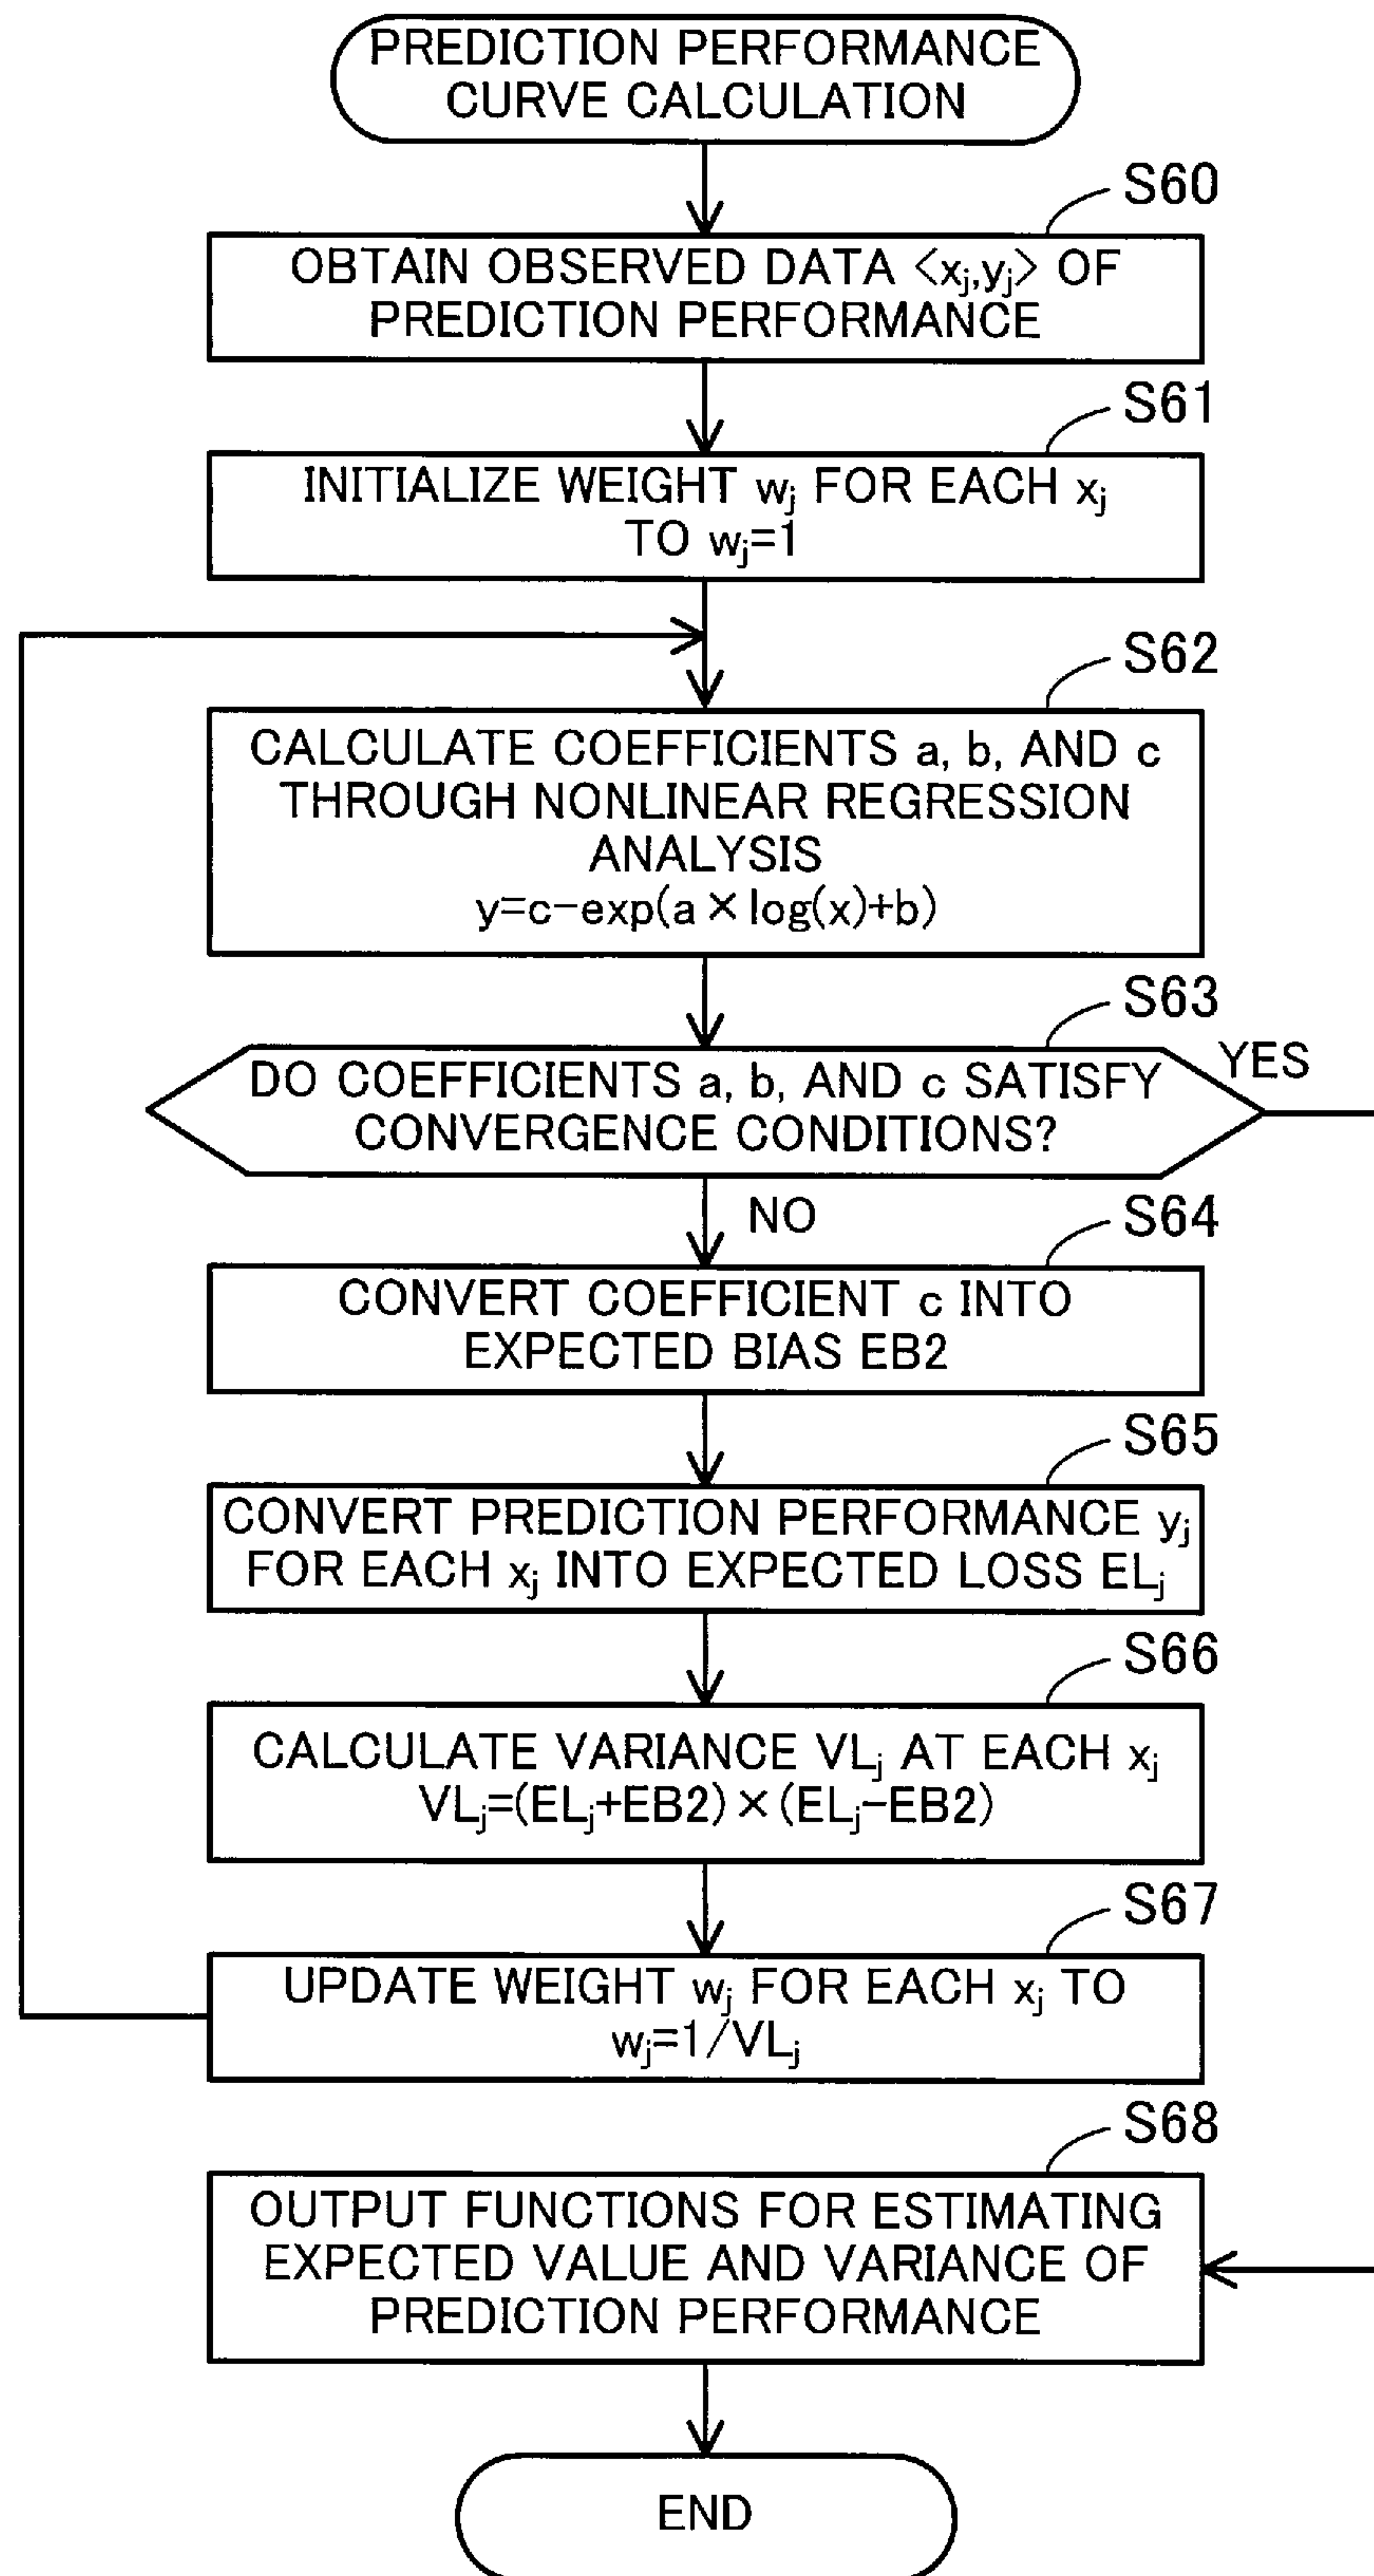 PREDICTION PERFORMANCE
CURVE CALCULATION
S60
OBTAIN OBSERVED DATA <xj,yj> OF
PREDICTION PERFORMANCE
S61
INITIALIZE WEIGHT wj FOR EACH xj
TO wj=1
S62
CALCULATE COEFFICIENTS a, b, AND c
THROUGH NONLINEAR REGRESSION
ANALYSIS
y=c-exp(a×log(x)+b)
S63
DO COEFFICIENTS a, b, AND c SATISFY
CONVERGENCE CONDITIONS?
YES
NO
S64
CONVERT COEFFICIENT c INTO
EXPECTED BIAS EB2
S65
CONVERT PREDICTION PERFORMANCE yj
FOR EACH xj INTO EXPECTED LOSS ELj
S66
CALCULATE VARIANCE VLj AT EACH xj
VLj=(ELj+EB2)×(ELj-EB2)
S67
UPDATE WEIGHT wj FOR EACH xj TO
wj=1/VLj
S68
OUTPUT FUNCTIONS FOR ESTIMATING
EXPECTED VALUE AND VARIANCE OF
PREDICTION PERFORMANCE
END